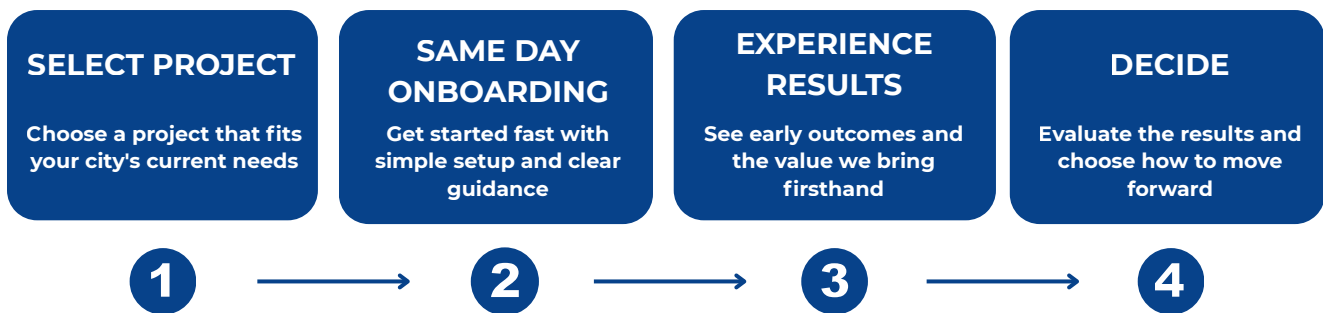 SELECT PROJECT
Choose a project that fits
your city's current needs
SAME DAY
ONBOARDING
Get started fast with
simple setup and clear
guidance
EXPERIENCE
RESULTS
See early outcomes and
the value we bring
firsthand
DECIDE
Evaluate the results and
choose how to move
forward
1
2
3
4